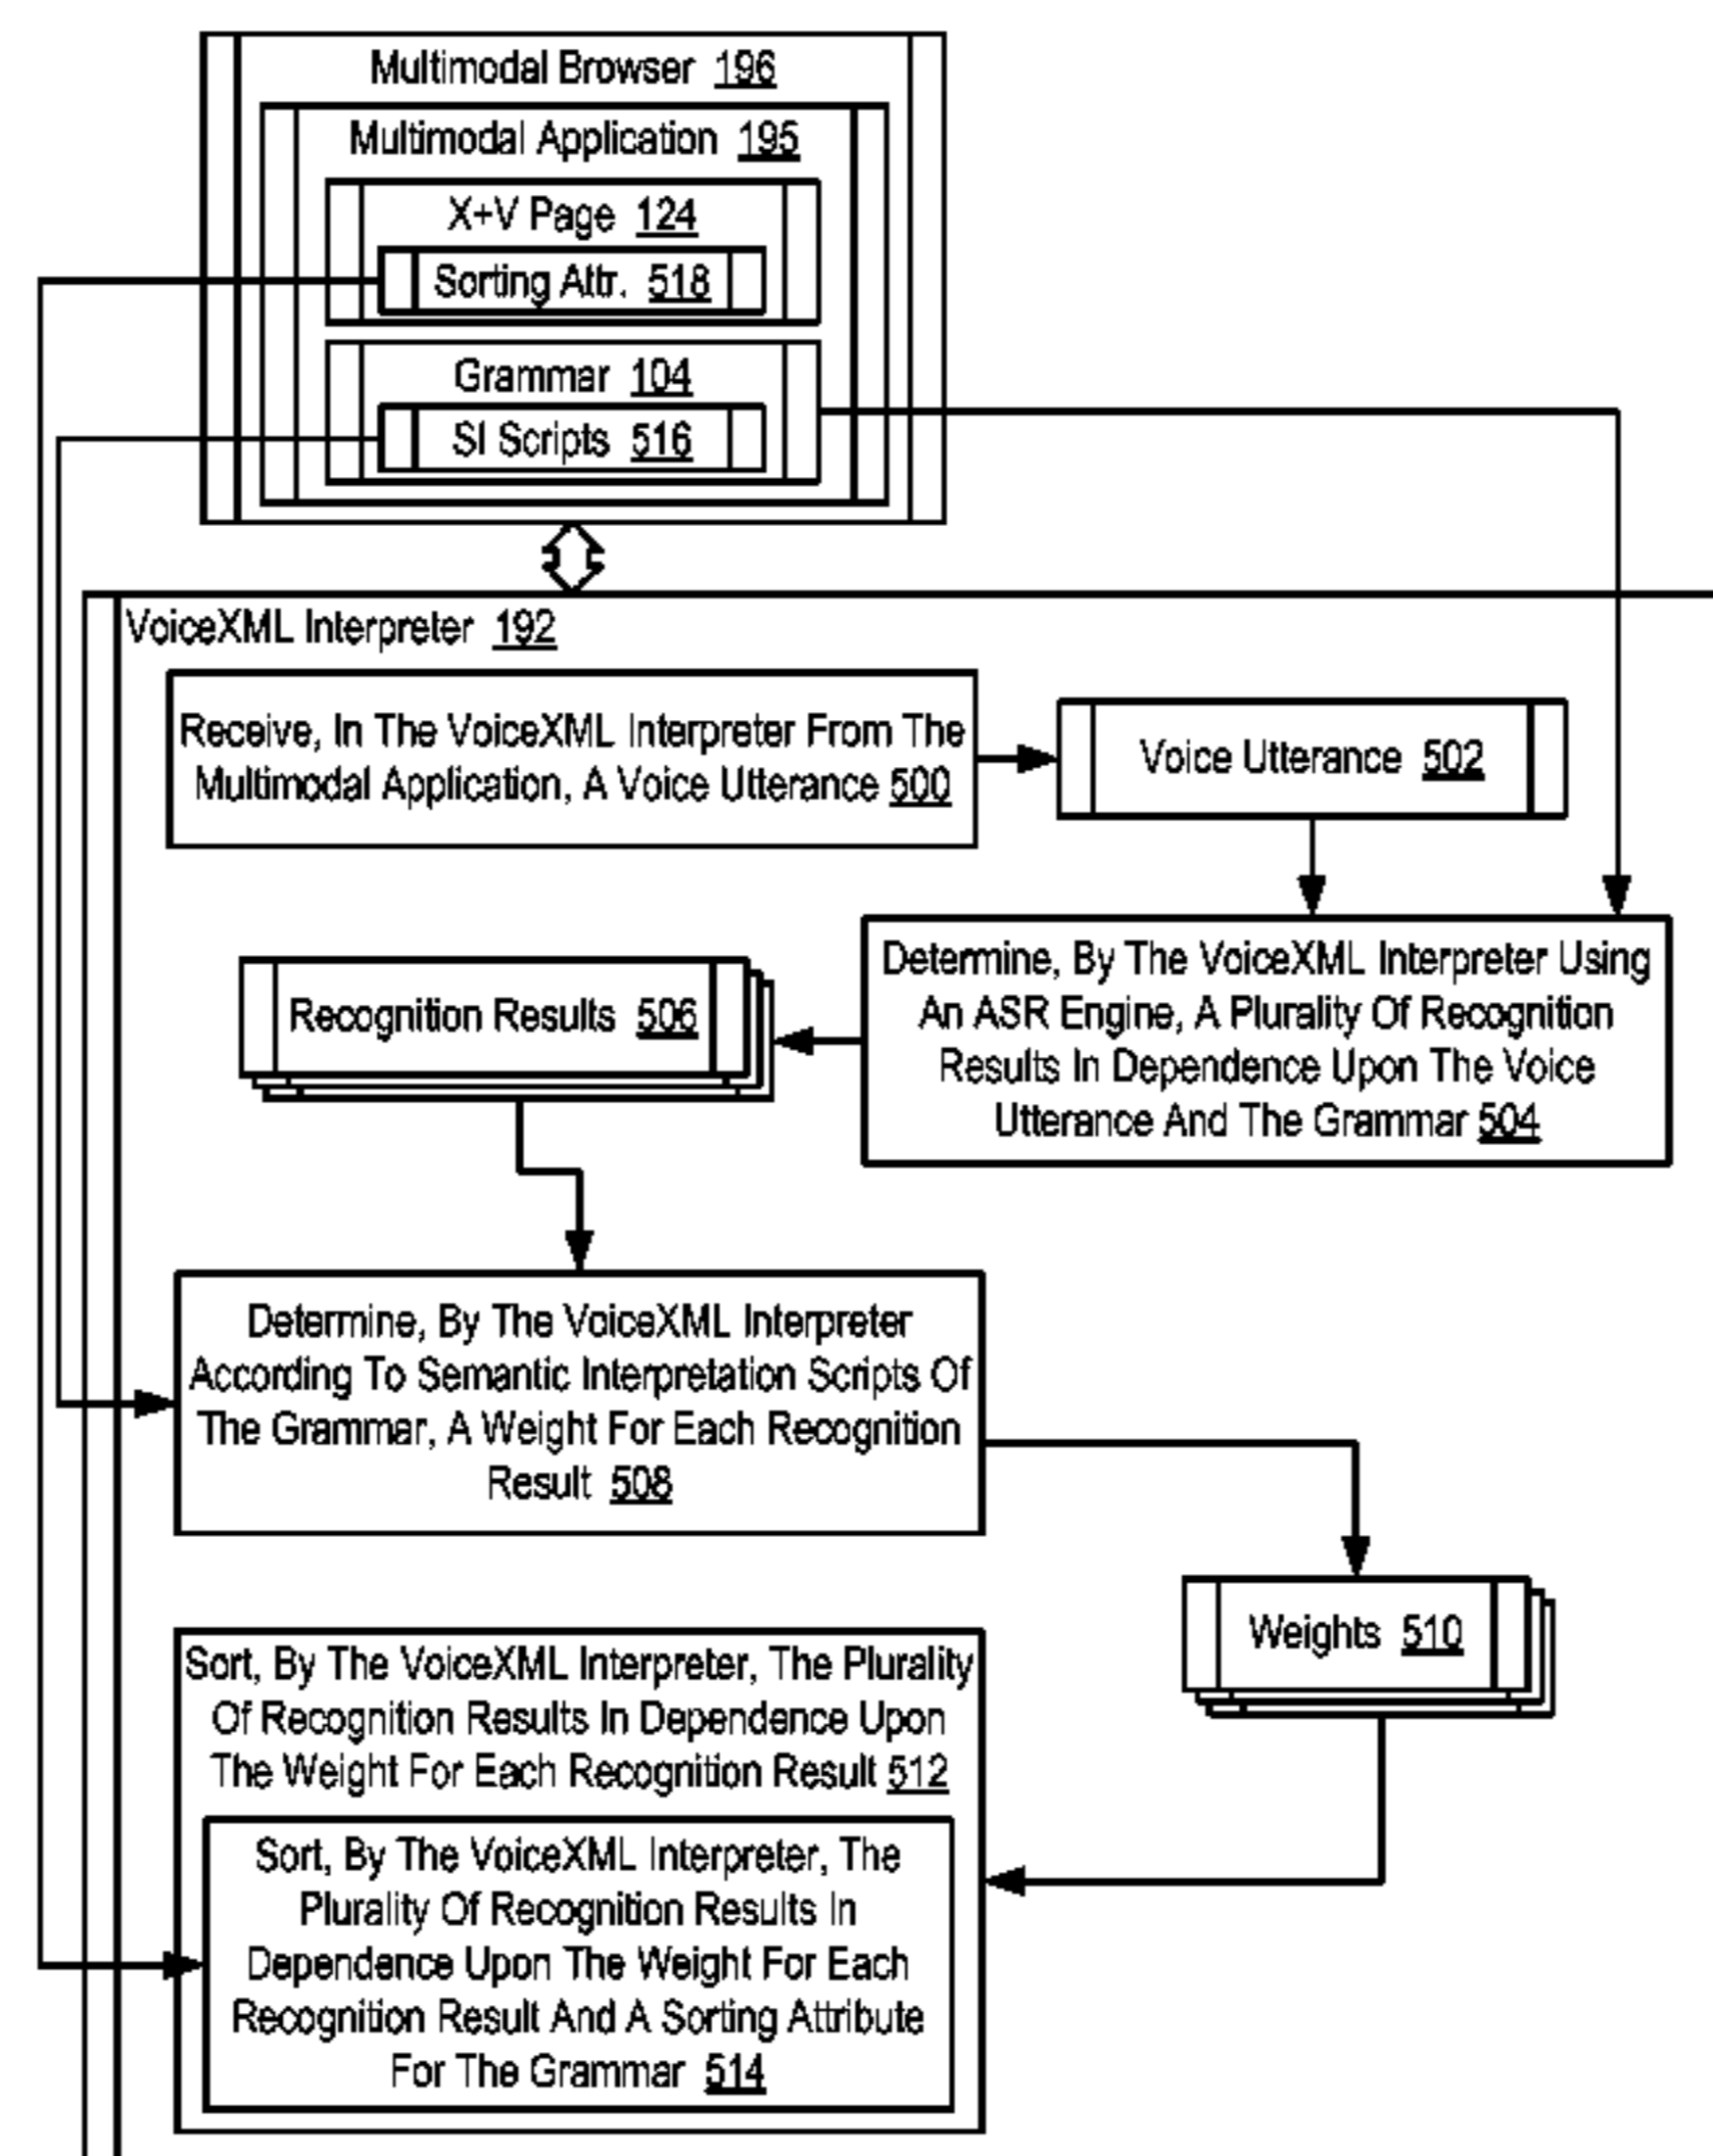 Multimodal Browser 196
Multimodal Application 195
X+V Page 124
Sorting Attr. 518
Grammar 104
SI Scripts 516
VoiceXML Interpreter 192
Receive, In The VoiceXML Interpreter From The
Multimodal Application, A Voice Utterance 500
Voice Utterance 502
Determine, By The VoiceXML Interpreter Using
An ASR Engine, A Plurality Of Recognition
Results In Dependence Upon The Voice
Utterance And The Grammar 504
Recognition Results 506
Determine, By The VoiceXML Interpreter
According To Semantic Interpretation Scripts Of
The Grammar, A Weight For Each Recognition
Result 508
Weights 510
Sort, By The VoiceXML Interpreter, The Plurality
Of Recognition Results In Dependence Upon
The Weight For Each Recognition Result 512
Sort, By The VoiceXML Interpreter, The
Plurality Of Recognition Results In
Dependence Upon The Weight For Each
Recognition Result And A Sorting Attribute
For The Grammar 514